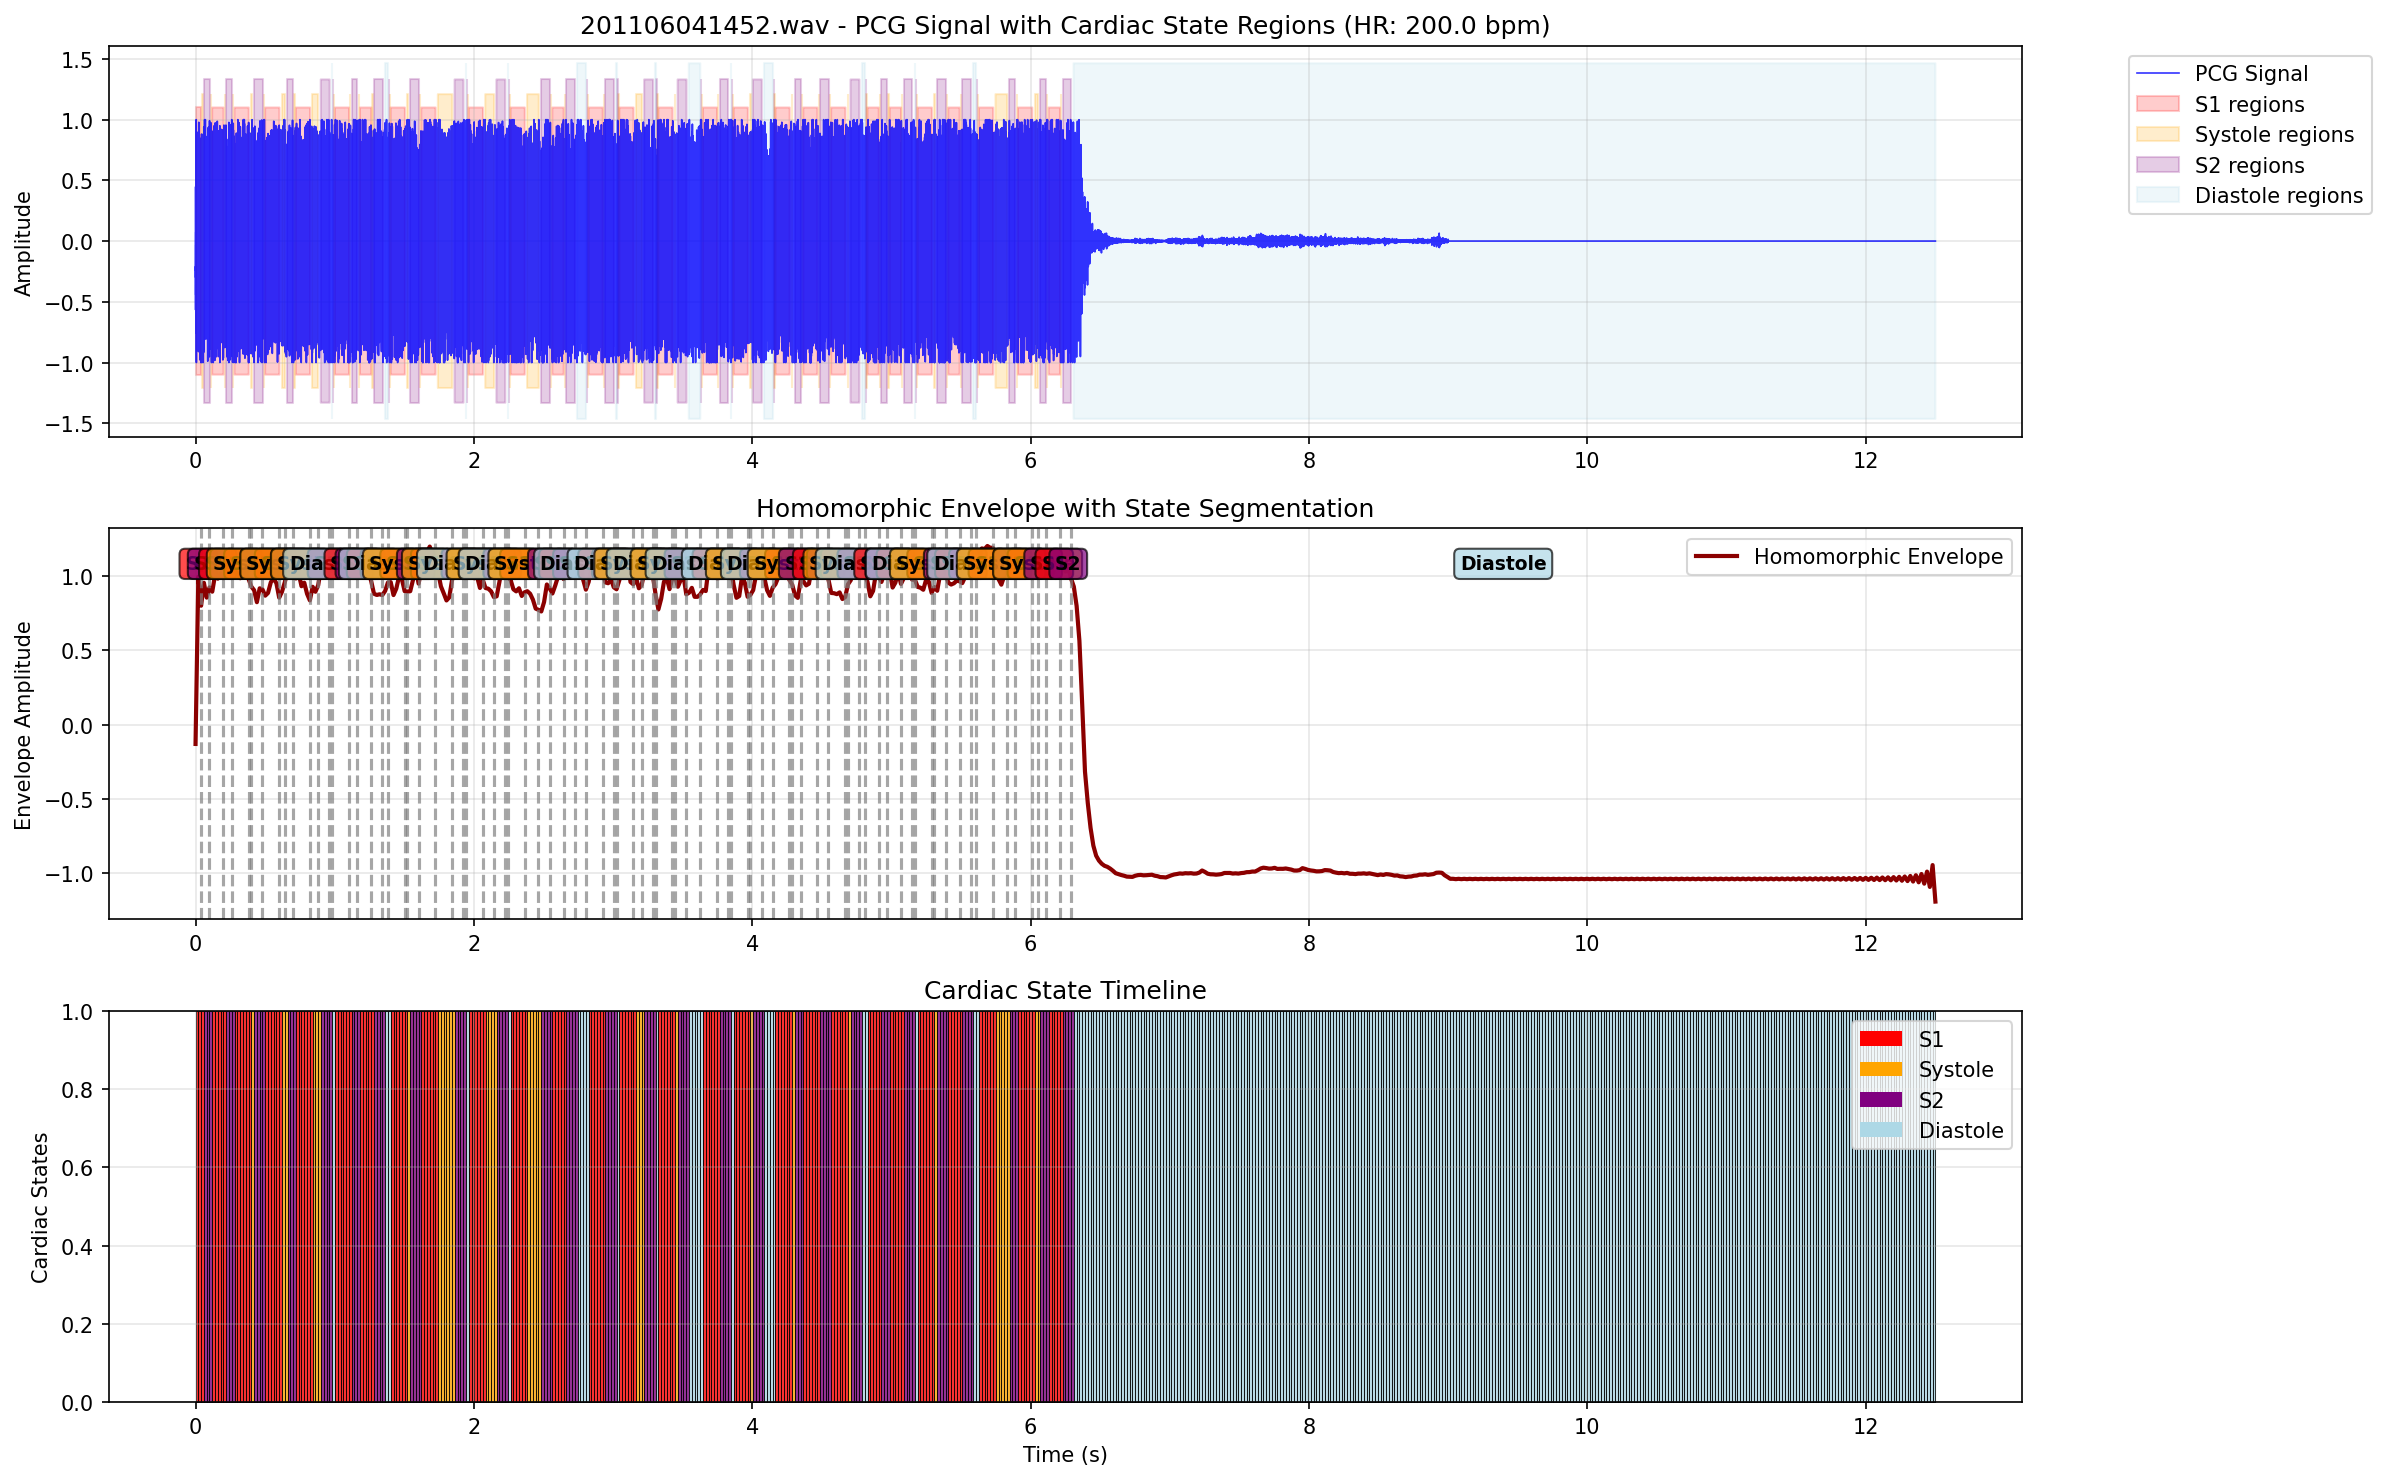 201106041452.wav - PCG Signal with Cardiac State Regions (HR: 200.0 bpm)
Amplitude
1.5
1.0
0.5
0.0
−0.5
−1.0
−1.5
0 2 4 6 8 10 12
PCG Signal
S1 regions
Systole regions
S2 regions
Diastole regions
Homomorphic Envelope with State Segmentation
Envelope Amplitude
1.0
0.5
0.0
−0.5
−1.0
S2
Diastole
Homomorphic Envelope
0 2 4 6 8 10 12
Cardiac State Timeline
Cardiac States
1.0
0.8
0.6
0.4
0.2
0.0
S1
Systole
S2
Diastole
0 2 4 6 8 10 12
Time (s)